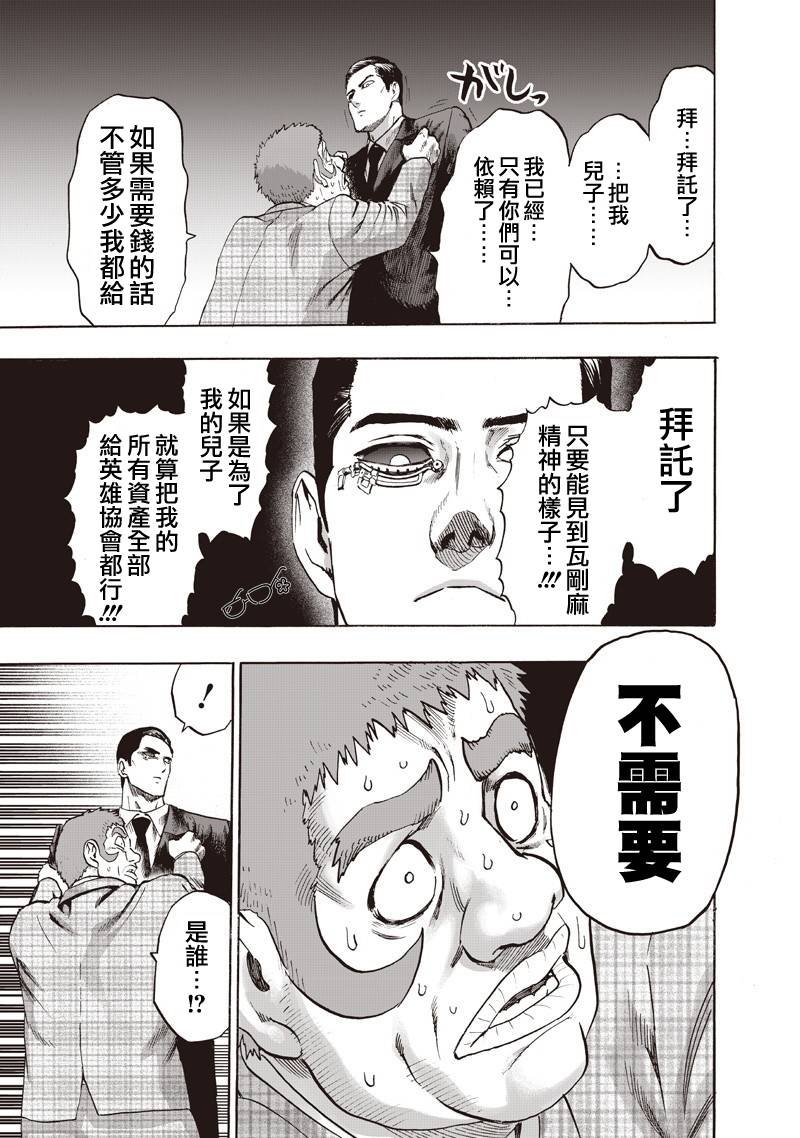 拜…拜託了…
…把我
兒子……
がしっ
我已經…
只有你們可以…
依賴了……
如果需要錢的話
不管多少我都給
拜託了
只要能見到瓦剛麻
精神的樣子…!!!
如果是為了
我的兒子
就算把我的
所有資產全部
給英雄協會都行!!!
不需要
!
是誰…!?